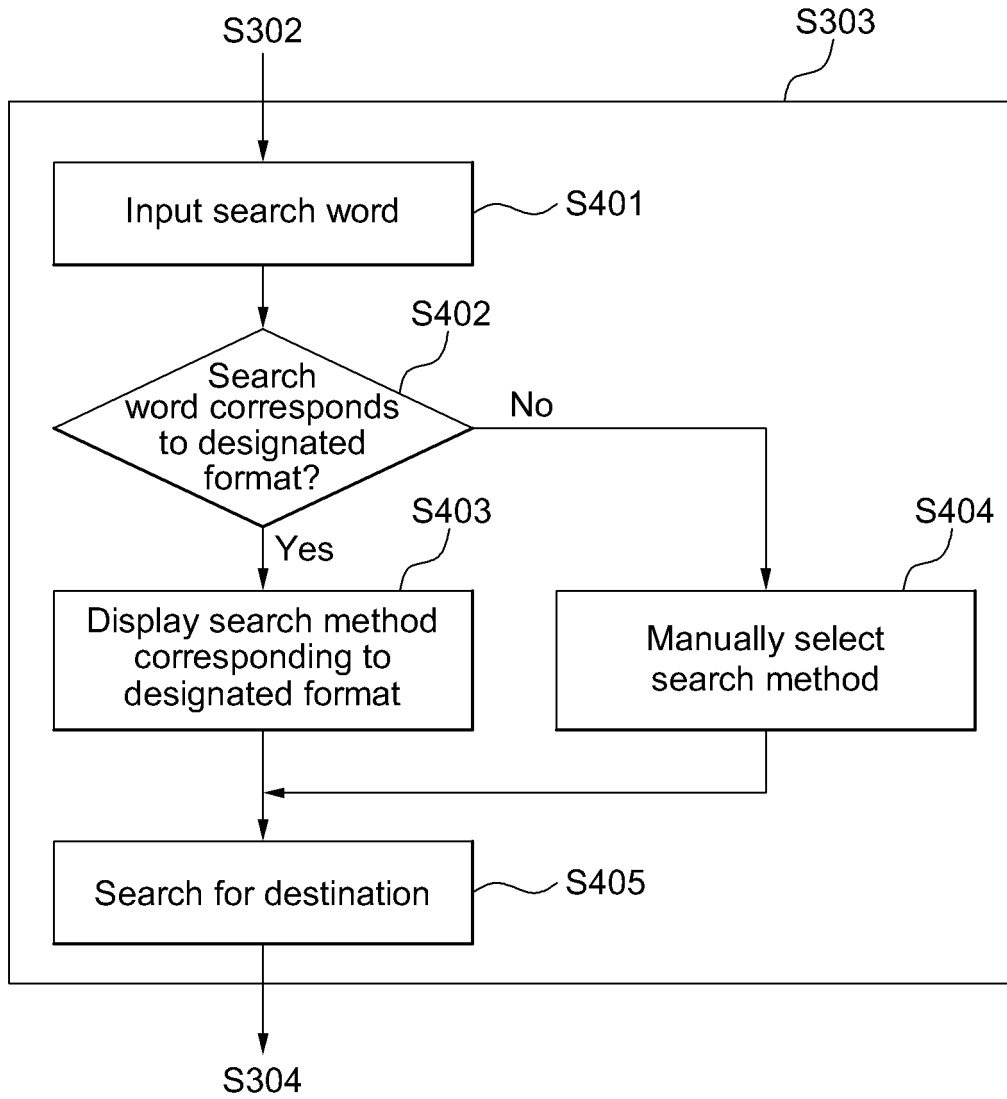 S302
S303
Input search word
S401
S402
Search
word corresponds
to designated
format?
No
Yes
S403
S404
Display search method
corresponding to
designated format
Manually select
search method
Search for destination
S405
S304